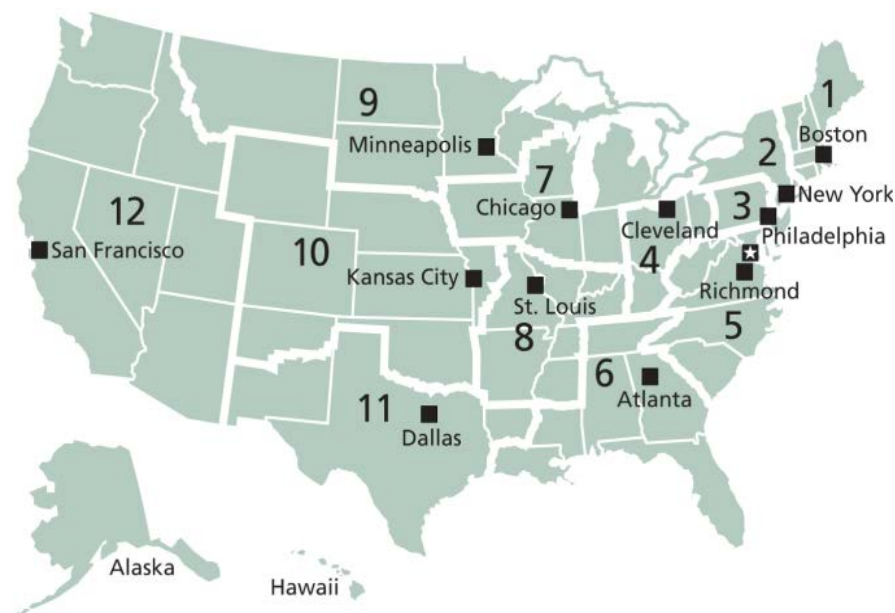 1
9
Boston
Minneapolis
2
7
New York
12
Chicago
3
Cleveland
Philadelphia
San Francisco
10
4
Kansas City
Richmond
St. Louis
5
8
6
11
Atlanta
Dallas
Alaska
Hawaii